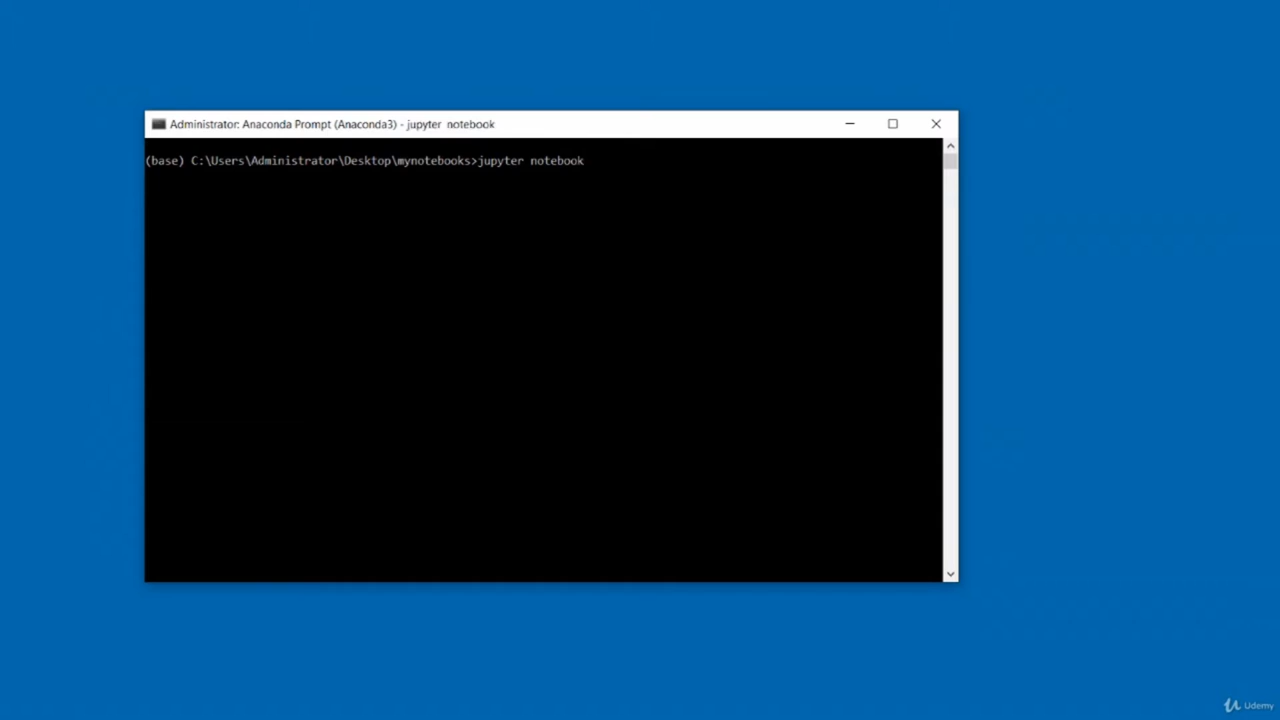 Administrator: Anaconda Prompt (Anaconda3) - jupyter  notebook
(base) C:\Users\Administrator\Desktop\mynotebooks>jupyter notebook
Udemy